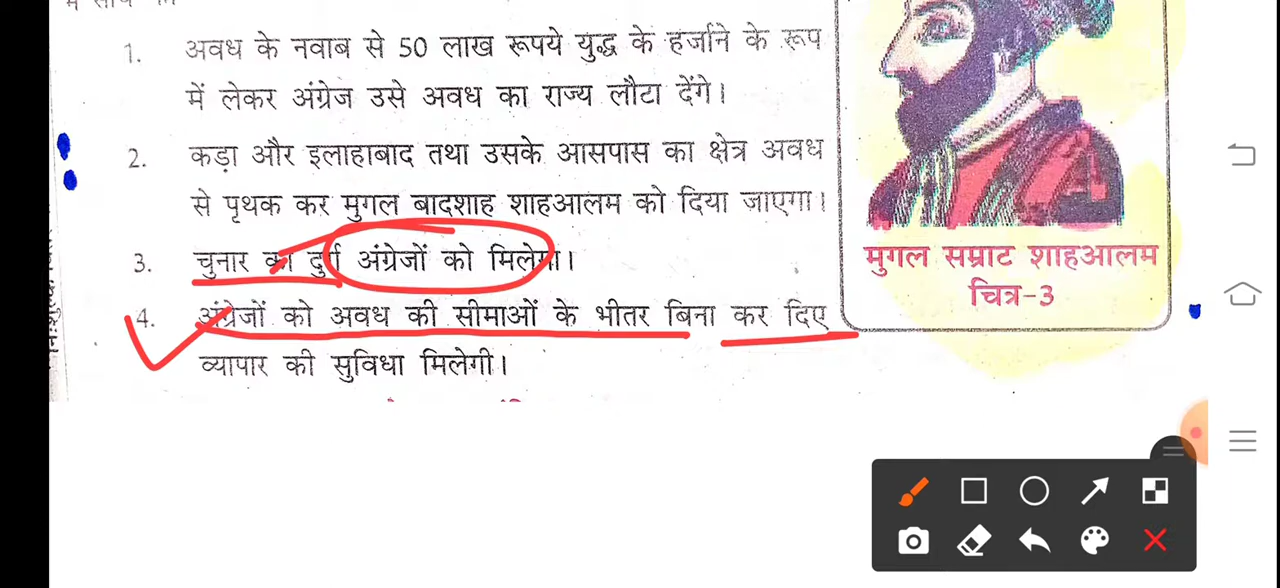 1. अवध के नवाब से 50 लाख रूपये युद्ध के हर्जाने के रूप
में लेकर अंग्रेज उसे अवध का राज्य लौटा देंगे।
2. कड़ा और इलाहाबाद तथा उसके आसपास का क्षेत्र अवध
से पृथक कर मुगल बादशाह शाहआलम को दिया जाएगा।
3. चुनार का दुर्ग अंग्रेजों को मिलेगा।
4. अंग्रेजों को अवध की सीमाओं के भीतर बिना कर दिए
व्यापार की सुविधा मिलेगी।
मुगल सम्राट शाहआलम
चित्र-3